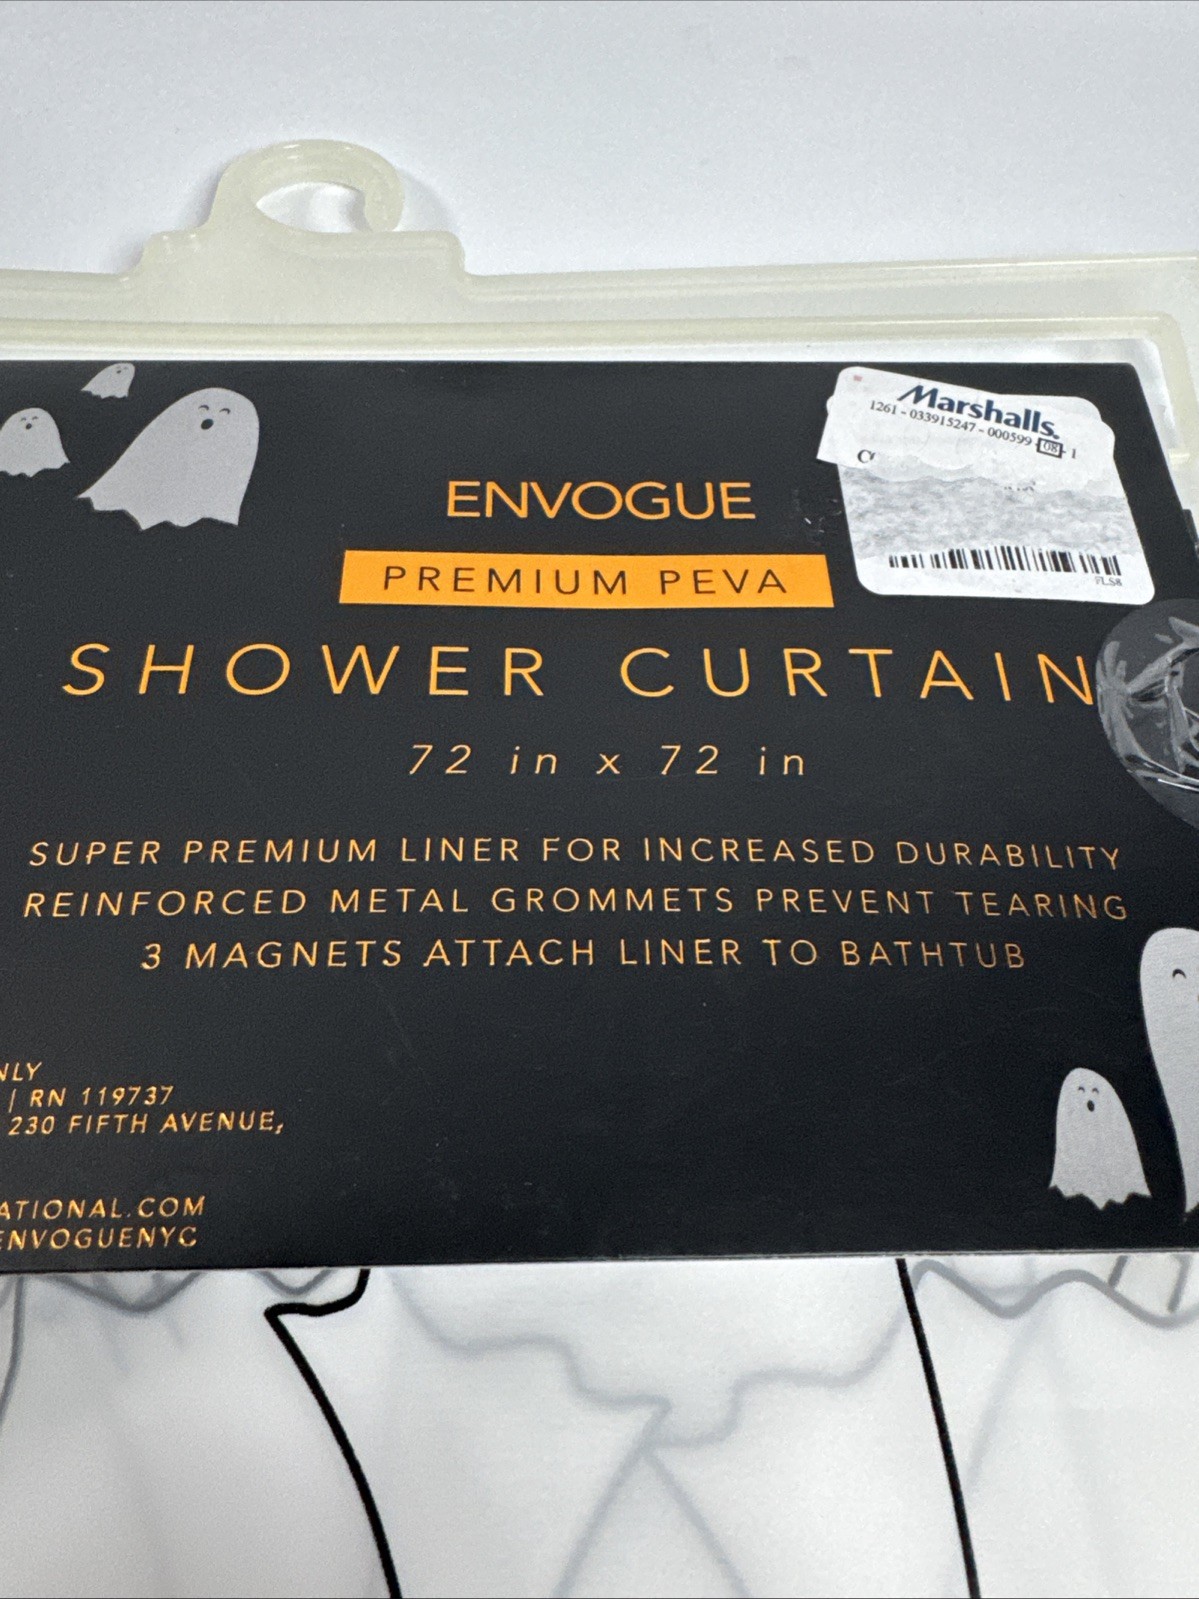 Marshalls.
1261 - 033915247 - 000599 - 08 - 1
ENVOGUE
PREMIUM PEVA
FLS8
SHOWER CURTAIN
72 in x 72 in
SUPER PREMIUM LINER FOR INCREASED DURABILITY
REINFORCED METAL GROMMETS PREVENT TEARING
3 MAGNETS ATTACH LINER TO BATHTUB
NLY
| RN 119737
230 FIFTH AVENUE,
ATIONAL.COM
ENVOGUENYC